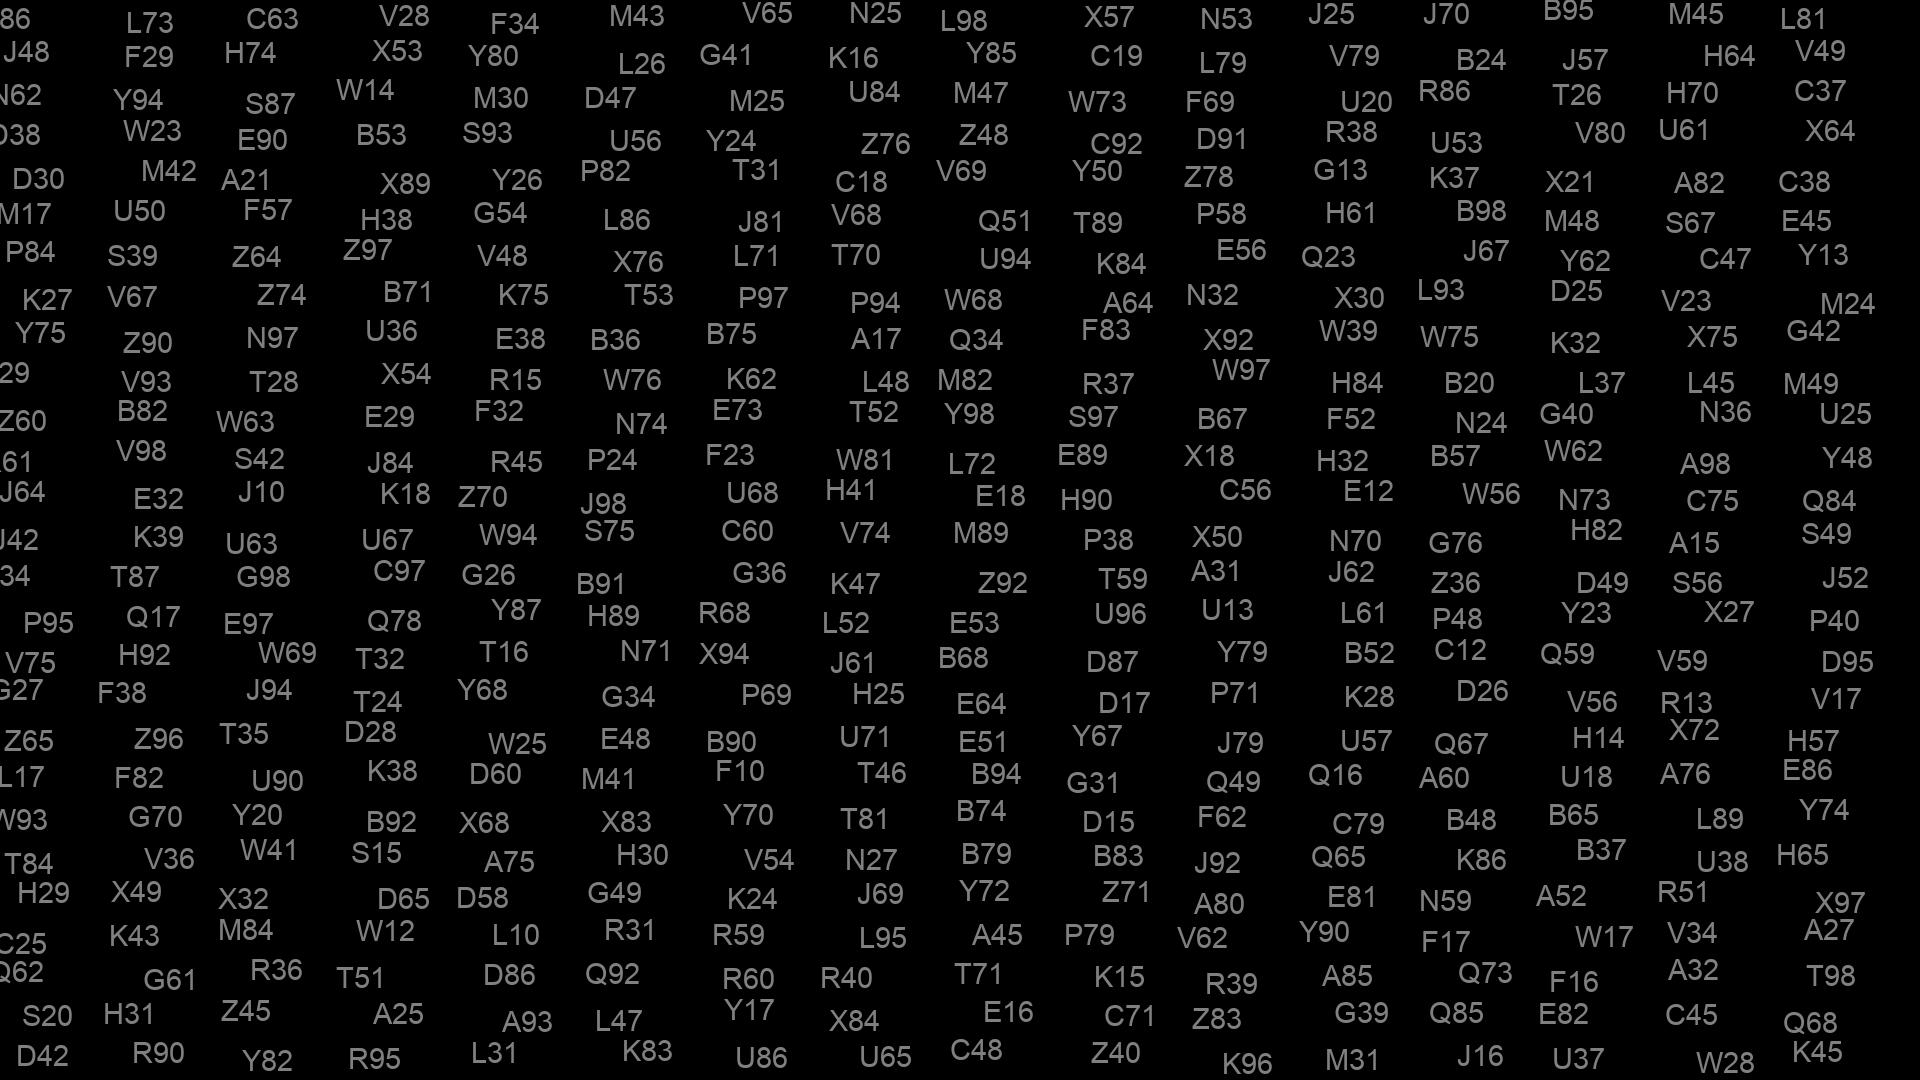 86 L73 C63 V28 F34 M43 V65 N25 L98 X57 N53 J25 J70 B95 M45 L81
J48 F29 H74 X53 Y80 L26 G41 K16 Y85 C19 L79 V79 B24 J57 H64 V49
N62 Y94 S87 W14 M30 D47 M25 U84 M47 W73 F69 U20 R86 T26 H70 C37
D38 W23 E90 B53 S93 U56 Y24 Z76 Z48 C92 D91 R38 U53 V80 U61 X64
D30 M42 A21 X89 Y26 P82 T31 C18 V69 Y50 Z78 G13 K37 X21 A82 C38
M17 U50 F57 H38 G54 L86 J81 V68 Q51 T89 P58 H61 B98 M48 S67 E45
P84 S39 Z64 Z97 V48 X76 L71 T70 U94 K84 E56 Q23 J67 Y62 C47 Y13
K27 V67 Z74 B71 K75 T53 P97 P94 W68 A64 N32 X30 L93 D25 V23 M24
Y75 Z90 N97 U36 E38 B36 B75 A17 Q34 F83 X92 W39 W75 K32 X75 G42
29 V93 T28 X54 R15 W76 K62 L48 M82 R37 W97 H84 B20 L37 L45 M49
Z60 B82 W63 E29 F32 N74 E73 T52 Y98 S97 B67 F52 N24 G40 N36 U25
61 V98 S42 J84 R45 P24 F23 W81 L72 E89 X18 H32 B57 W62 A98 Y48
J64 E32 J10 K18 Z70 J98 U68 H41 E18 H90 C56 E12 W56 N73 C75 Q84
42 K39 U63 U67 W94 S75 C60 V74 M89 P38 X50 N70 G76 H82 A15 S49
34 T87 G98 C97 G26 B91 G36 K47 Z92 T59 A31 J62 Z36 D49 S56 J52
P95 Q17 E97 Q78 Y87 H89 R68 L52 E53 U96 U13 L61 P48 Y23 X27 P40
V75 H92 W69 T32 T16 N71 X94 J61 B68 D87 Y79 B52 C12 Q59 V59 D95
G27 F38 J94 T24 Y68 G34 P69 H25 E64 D17 P71 K28 D26 V56 R13 V17
Z65 Z96 T35 D28 W25 E48 B90 U71 E51 Y67 J79 U57 Q67 H14 X72 H57
L17 F82 U90 K38 D60 M41 F10 T46 B94 G31 Q49 Q16 A60 U18 A76 E86
W93 G70 Y20 B92 X68 X83 Y70 T81 B74 D15 F62 C79 B48 B65 L89 Y74
T84 V36 W41 S15 A75 H30 V54 N27 B79 B83 J92 Q65 K86 B37 U38 H65
H29 X49 X32 D65 D58 G49 K24 J69 Y72 Z71 A80 E81 N59 A52 R51 X97
C25 K43 M84 W12 L10 R31 R59 L95 A45 P79 V62 Y90 F17 W17 V34 A27
Q62 G61 R36 T51 D86 Q92 R60 R40 T71 K15 R39 A85 Q73 F16 A32 T98
S20 H31 Z45 A25 A93 L47 Y17 X84 E16 C71 Z83 G39 Q85 E82 C45 Q68
D42 R90 Y82 R95 L31 K83 U86 U65 C48 Z40 K96 M31 J16 U37 W28 K45